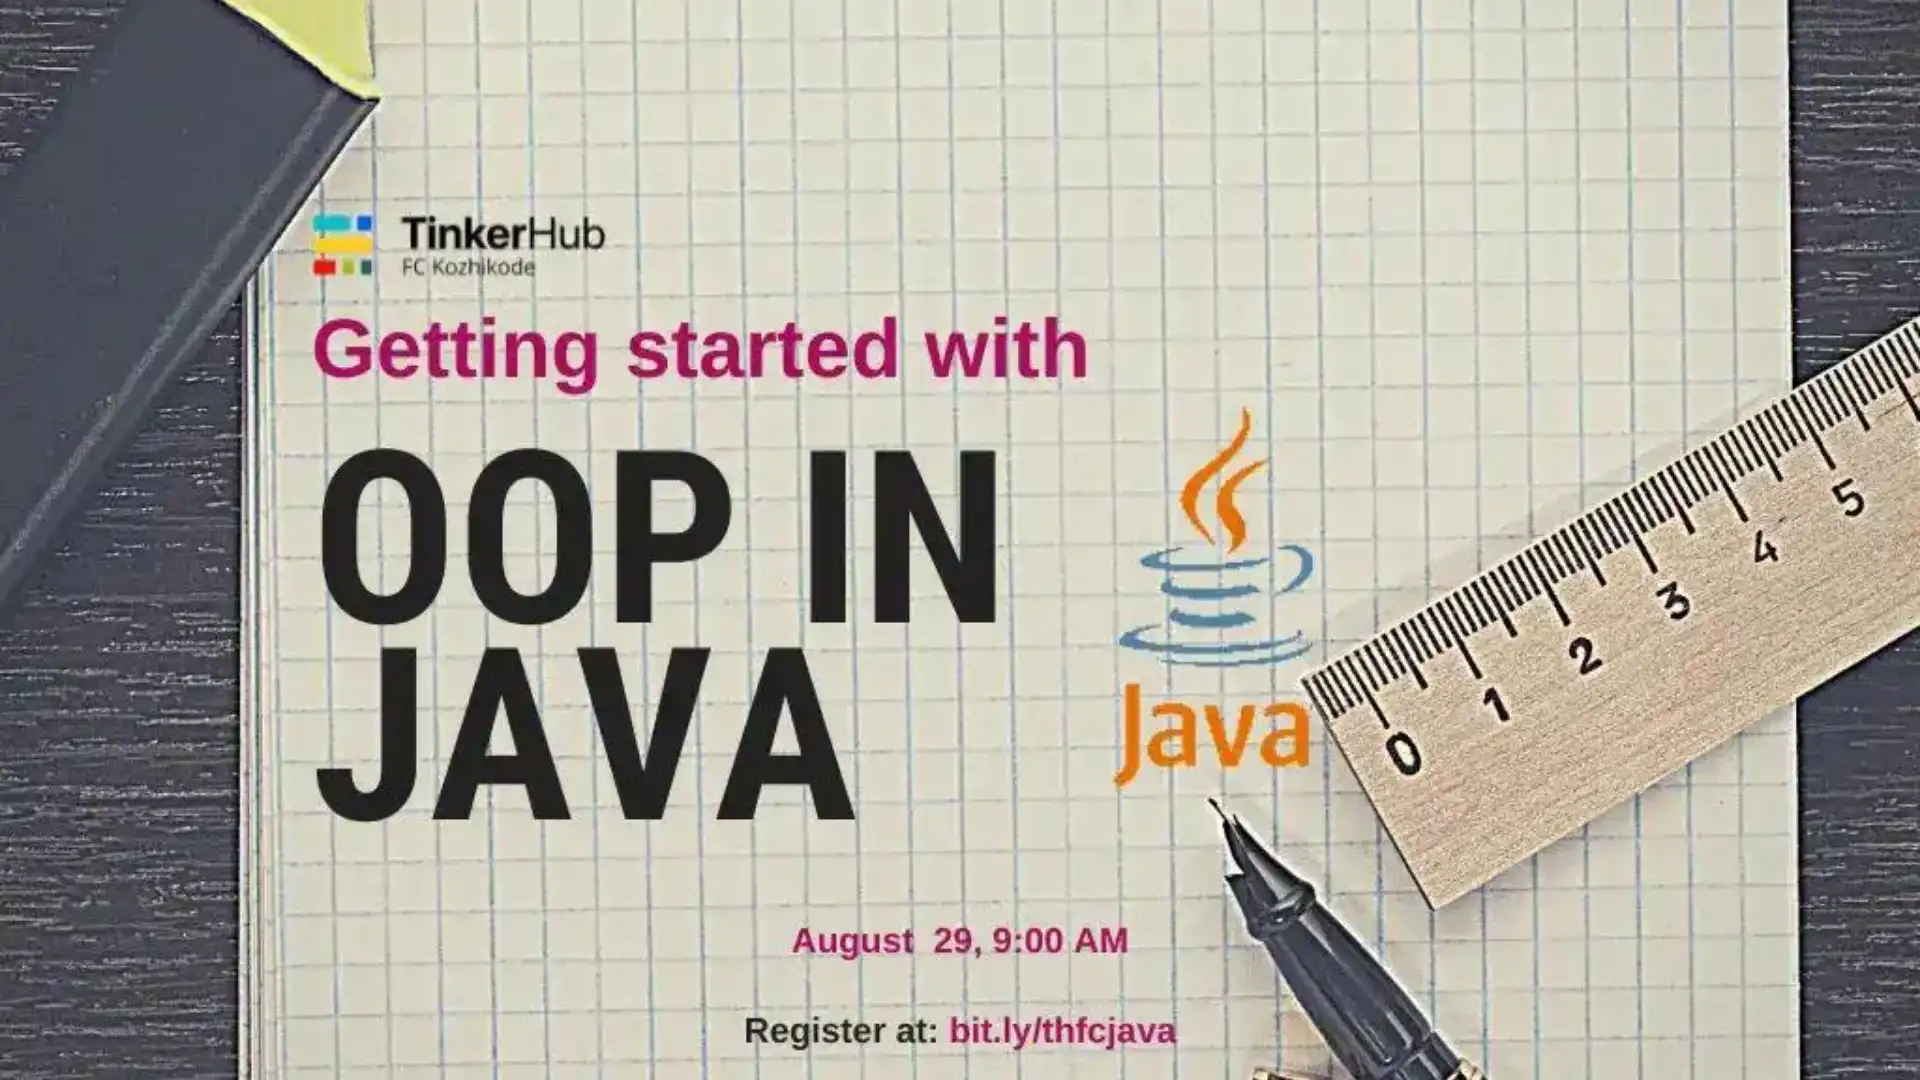 TinkerHub
FC Kozhikode
Getting started with
OOP IN
JAVA
Java
0 1 2 3 4 5
August 29, 9:00 AM
Register at: bit.ly/thfcjava